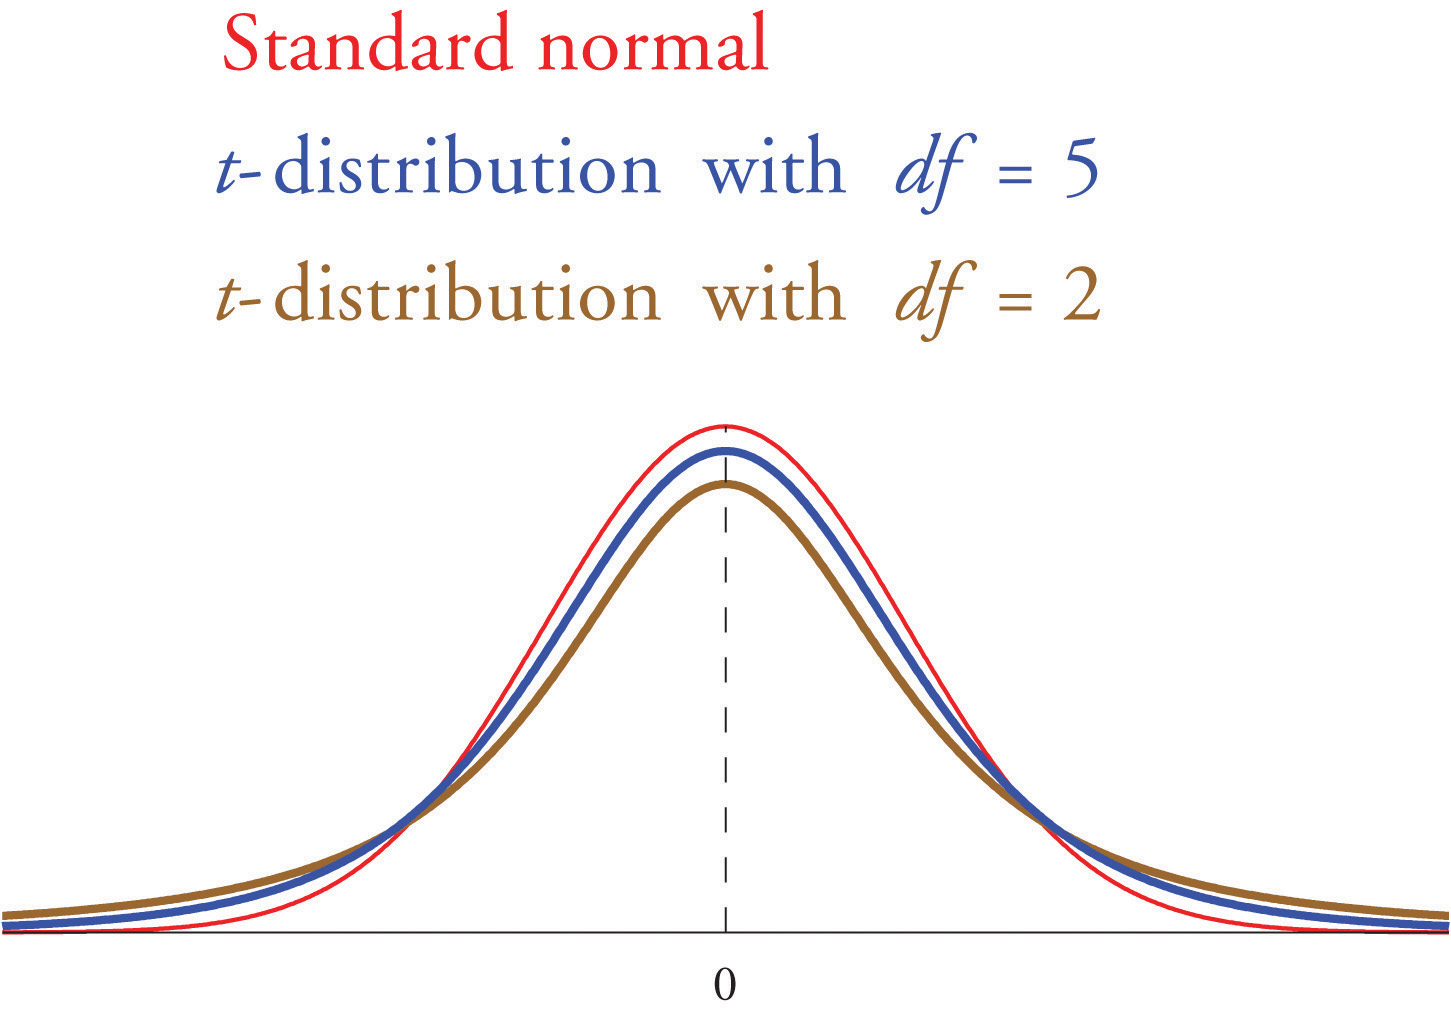 Standard normal
t-distribution with df = 5
t-distribution with df = 2
0